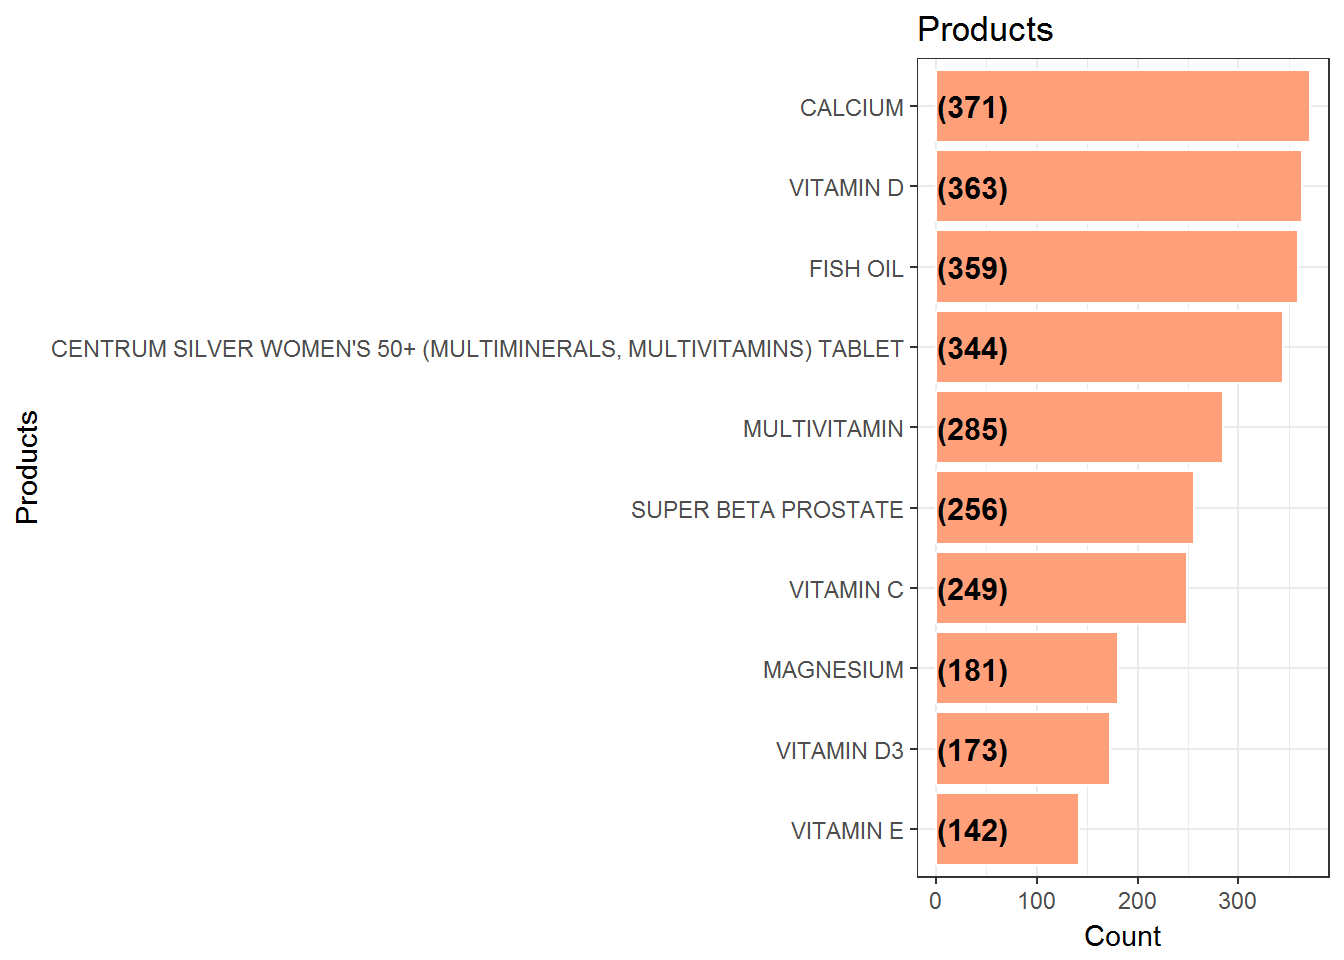 Products
CALCIUM (371)
VITAMIN D (363)
FISH OIL (359)
CENTRUM SILVER WOMEN'S 50+ (MULTIMINERALS, MULTIVITAMINS) TABLET (344)
MULTIVITAMIN (285)
SUPER BETA PROSTATE (256)
VITAMIN C (249)
MAGNESIUM (181)
VITAMIN D3 (173)
VITAMIN E (142)
0 100 200 300
Count
Products